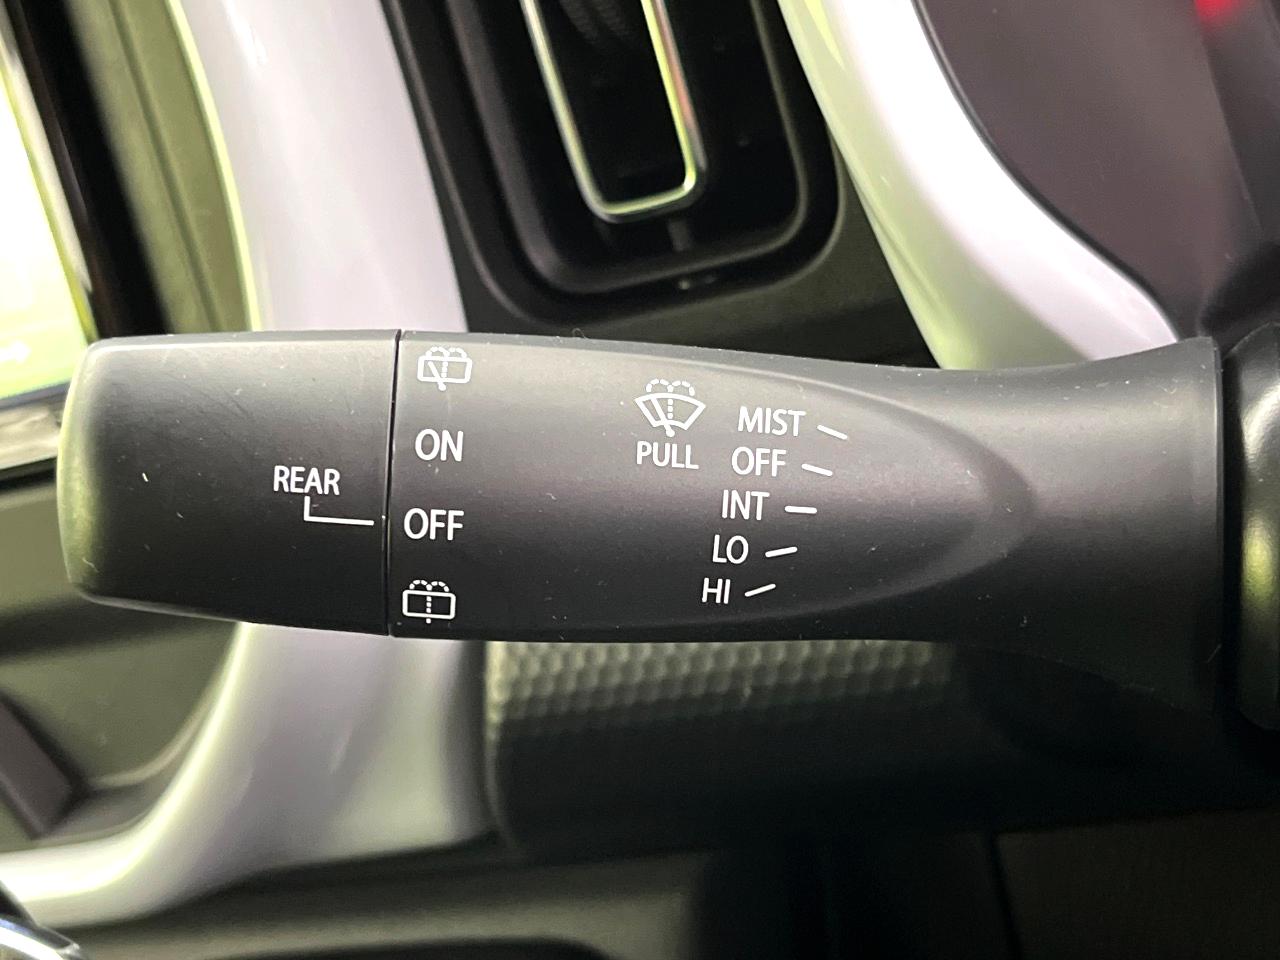 REAR
ON
OFF
PULL
MIST
OFF
INT
LO
HI